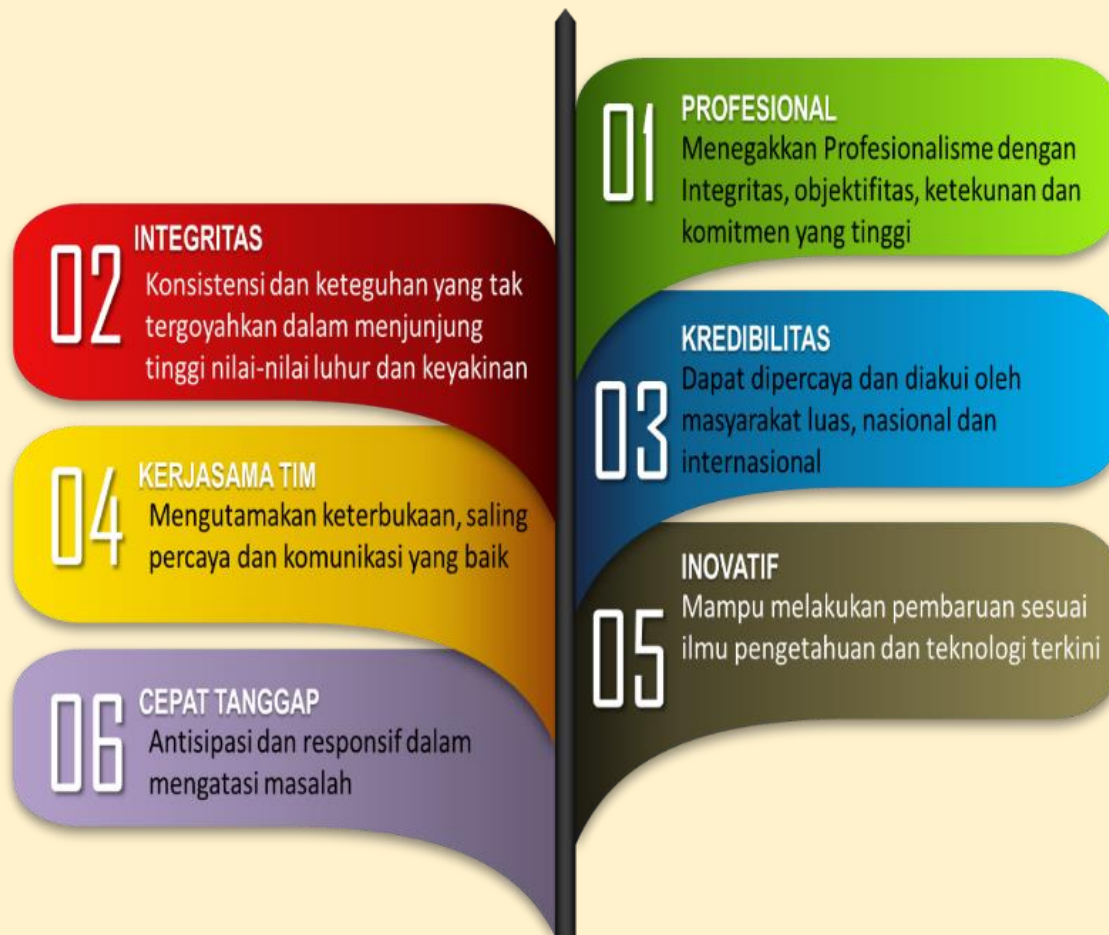 01
PROFESIONAL
Menegakkan Profesionalisme dengan
Integritas, objektifitas, ketekunan dan
komitmen yang tinggi
02
INTEGRITAS
Konsistensi dan keteguhan yang tak
tergoyahkan dalam menjunjung
tinggi nilai-nilai luhur dan keyakinan
03
KREDIBILITAS
Dapat dipercaya dan diakui oleh
masyarakat luas, nasional dan
internasional
04
KERJASAMA TIM
Mengutamakan keterbukaan, saling
percaya dan komunikasi yang baik
05
INOVATIF
Mampu melakukan pembaruan sesuai
ilmu pengetahuan dan teknologi terkini
06
CEPAT TANGGAP
Antisipasi dan responsif dalam
mengatasi masalah